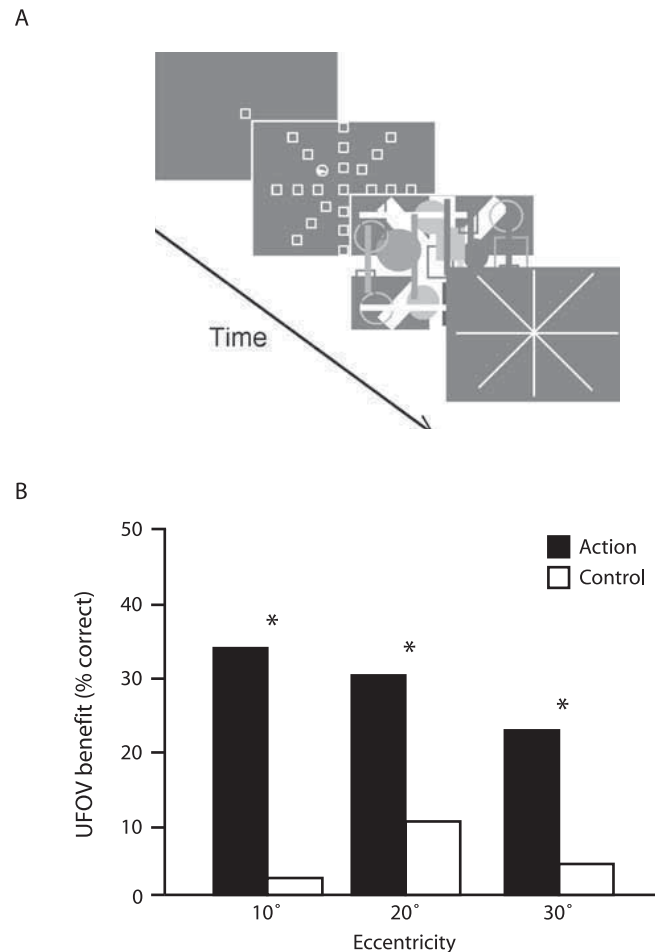 A
Time
B
50
40
30
20
10
0
UFOV benefit (% correct)
Action
Control
*
*
*
10°
20°
30°
Eccentricity